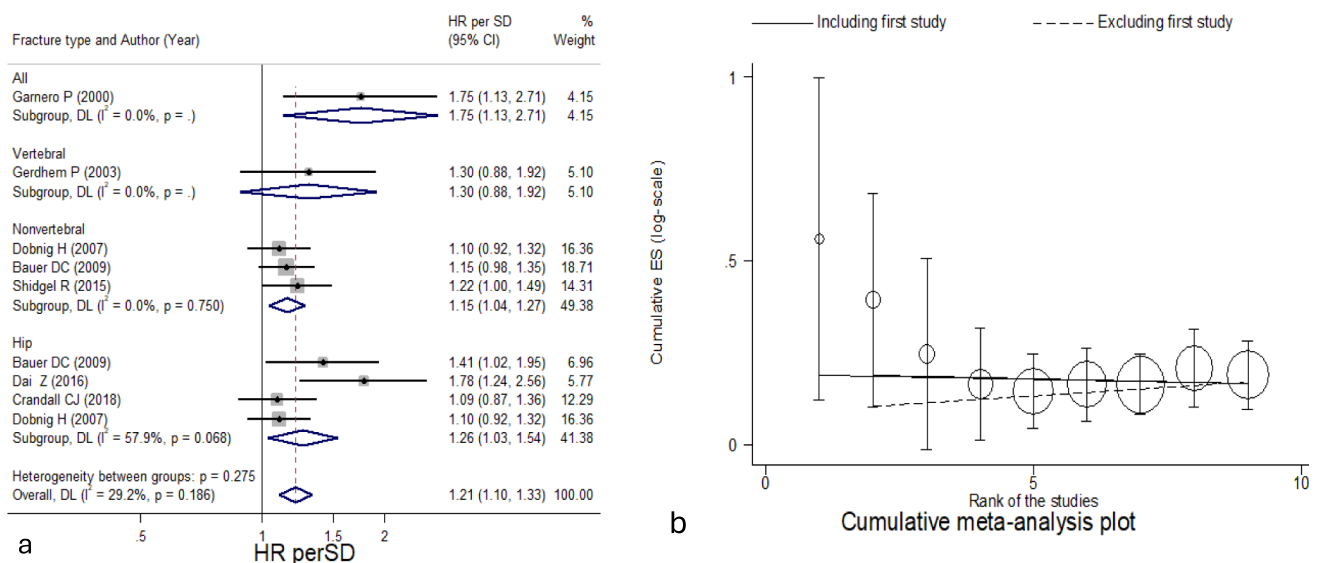 HR per SD %
Fracture type and Author (Year) (95% CI) Weight
All
Garnero P (2000) 1.75 (1.13, 2.71) 4.15
Subgroup, DL (I² = 0.0%, p = .) 1.75 (1.13, 2.71) 4.15
Vertebral
Gerdhem P (2003) 1.30 (0.88, 1.92) 5.10
Subgroup, DL (I² = 0.0%, p = .) 1.30 (0.88, 1.92) 5.10
Nonvertebral
Dobnig H (2007) 1.10 (0.92, 1.32) 16.36
Bauer DC (2009) 1.15 (0.98, 1.35) 18.71
Shidgel R (2015) 1.22 (1.00, 1.49) 14.31
Subgroup, DL (I² = 0.0%, p = 0.750) 1.15 (1.04, 1.27) 49.38
Hip
Bauer DC (2009) 1.41 (1.02, 1.95) 6.96
Dai Z (2016) 1.78 (1.24, 2.56) 5.77
Crandall CJ (2018) 1.09 (0.87, 1.36) 12.29
Dobnig H (2007) 1.10 (0.92, 1.32) 16.36
Subgroup, DL (I² = 57.9%, p = 0.068) 1.26 (1.03, 1.54) 41.38
Heterogeneity between groups: p = 0.275
Overall, DL (I² = 29.2%, p = 0.186) 1.21 (1.10, 1.33) 100.00
.5 1 1.5 2
HR perSD
a
Including first study Excluding first study
Cumulative ES (log-scale)
1
.5
0
0 5 10
Rank of the studies
Cumulative meta-analysis plot
b